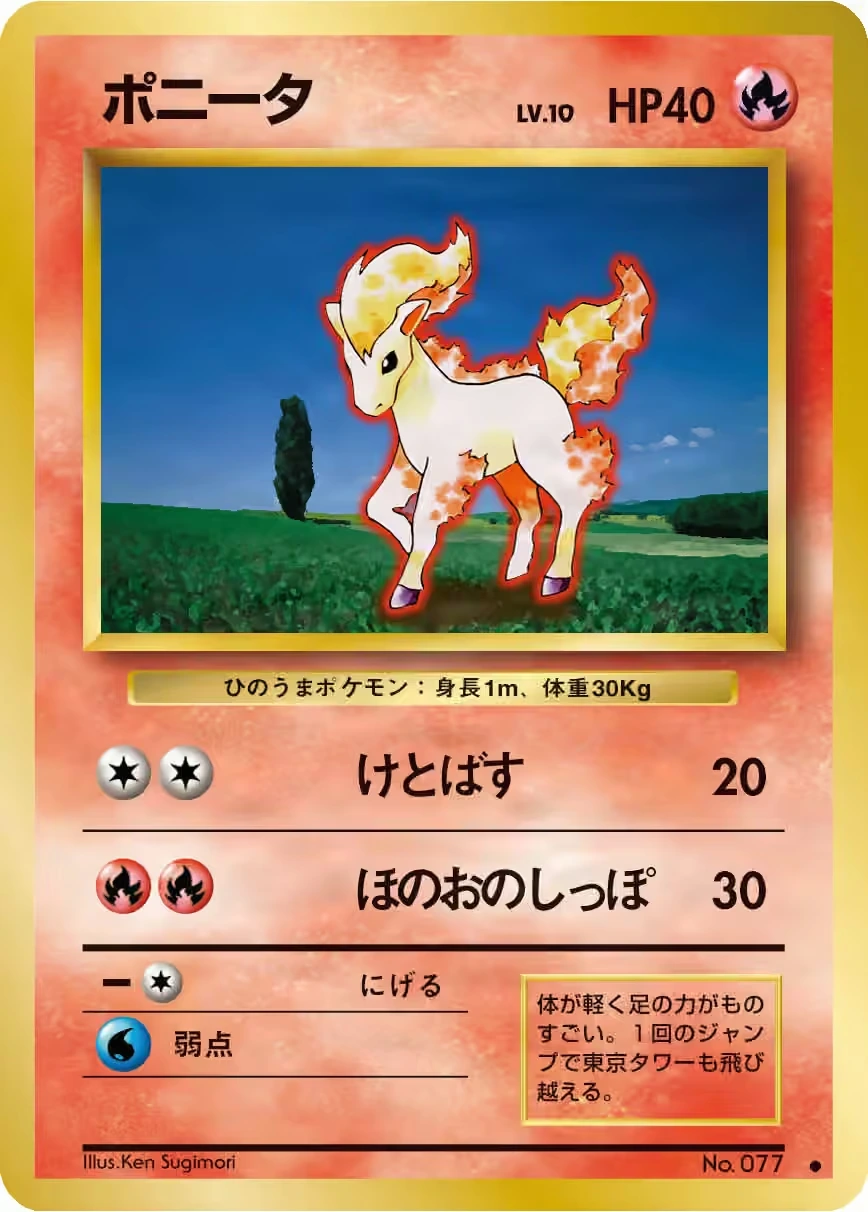 ポニータ LV.10 HP40
ひのうまポケモン：身長1m、体重30Kg
けとばす 20
ほのおのしっぽ 30
ー にげる
弱点
体が軽く足の力がもの
すごい。1回のジャン
プで東京タワーも飛び
越える。
Illus.Ken Sugimori No. 077 ●